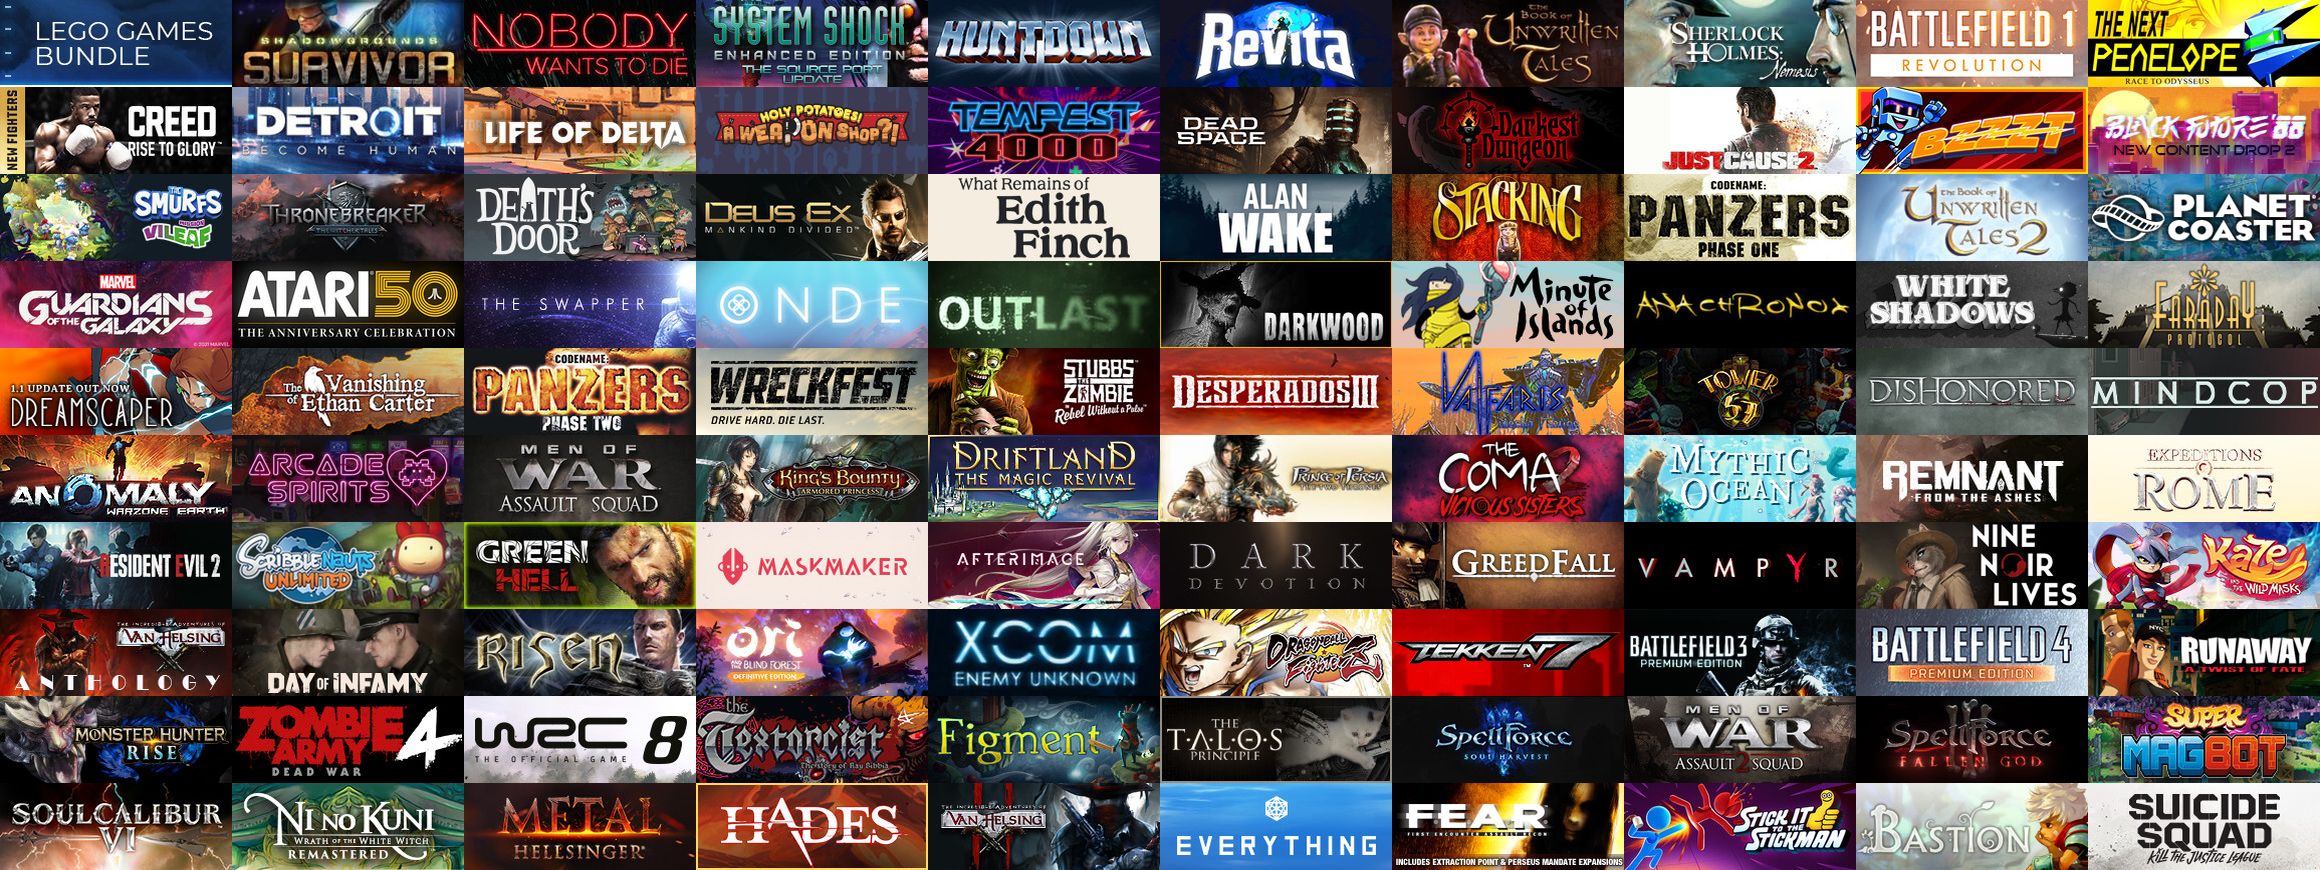 LEGO GAMES
BUNDLE
SHADOWGROUNDS
SURVIVOR
NOBODY
WANTS TO DIE
SYSTEM SHOCK
ENHANCED EDITION
THE SOURCE PORT
UPDATE
HUNTDOWN
Revita
The Book of
Unwritten
Tales
SHERLOCK
HOLMES:
Nemesis
BATTLEFIELD 1
REVOLUTION
THE NEXT
PENELOPE
RACE TO ODYSSEUS
NEW FIGHTERS
CREED
RISE TO GLORY™
DETROIT
BECOME HUMAN
LIFE OF DELTA
HOLY POTATOES!
A WEAPON SHOP?!
TEMPEST
4000
DEAD
SPACE
Darkest
Dungeon
JUST CAUSE 2
BZZZT
BLACK FUTURE '88
NEW CONTENT DROP 2
THE
SMURFS
MISSION
VILEAF
THRONEBREAKER
THE WITCHER TALES
DEATH'S
DOOR
DEUS EX
MANKIND DIVIDED™
What Remains of
Edith
Finch
ALAN
WAKE
STACKING
CODENAME:
PANZERS
PHASE ONE
The Book of
Unwritten
Tales 2
PLANET
COASTER
MARVEL
GUARDIANS
OF THE GALAXY
© 2021 MARVEL
ATARI 50
THE ANNIVERSARY CELEBRATION
THE SWAPPER
ONDE
OUTLAST
DARKWOOD
Minute
of
Islands
ANACHRONOX
WHITE
SHADOWS
FARADAY
PROTOCOL
1.1 UPDATE OUT NOW
DREAMSCAPER
The Vanishing
of Ethan Carter
CODENAME:
PANZERS
PHASE TWO
WRECKFEST
DRIVE HARD. DIE LAST.
STUBBS
THE
ZOMBIE
Rebel Without a Pulse
DESPERADOS III
VALFARIS
TOWER
57
DISHONORED
MINDCOP
ANOMALY
WARZONE EARTH
ARCADE
SPIRITS
MEN OF
WAR
ASSAULT SQUAD
King's Bounty
ARMORED PRINCESS
DRIFTLAND
THE MAGIC REVIVAL
PRINCE OF PERSIA
THE TWO THRONES
THE
COMA 2
VICIOUS SISTERS
MYTHIC
OCEAN
REMNANT
FROM THE ASHES
EXPEDITIONS
ROME
RESIDENT EVIL 2
SCRIBBLENAUTS
UNLIMITED
GREEN
HELL
MASKMAKER
AFTERIMAGE
DARK
DEVOTION
GREEDFALL
VAMPYR
NINE
NOIR
LIVES
KAZE
AND THE WILD MASKS
THE INCREDIBLE ADVENTURES OF
VAN HELSING
ANTHOLOGY
DAY OF INFAMY
RISEN
ori
AND THE BLIND FOREST
DEFINITIVE EDITION
XCOM
ENEMY UNKNOWN
DRAGONBALL
FIGHTERZ
TEKKEN 7
BATTLEFIELD 3
PREMIUM EDITION
BATTLEFIELD 4
PREMIUM EDITION
RUNAWAY
A TWIST OF FATE
MONSTER HUNTER
RISE
ZOMBIE
ARMY 4
DEAD WAR
WRC 8
THE OFFICIAL GAME
the
Textorcist
The Story of Ray Bibbia
Figment
THE
TALOS
PRINCIPLE
SPELLFORCE
SOUL HARVEST
MEN OF
WAR
ASSAULT 2 SQUAD
SPELLFORCE
FALLEN GOD
SUPER
MAGBOT
SOULCALIBUR
VI
NI NO KUNI
WRATH OF THE WHITE WITCH
REMASTERED
METAL
HELLSINGER
HADES
THE INCREDIBLE ADVENTURES OF
VAN HELSING
II
EVERYTHING
FEAR
FIRST ENCOUNTER ASSAULT RECON
INCLUDES EXTRACTION POINT & PERSEUS MANDATE EXPANSIONS
STICK IT
TO THE
STICKMAN
BASTION
SUICIDE
SQUAD
KILL THE JUSTICE LEAGUE